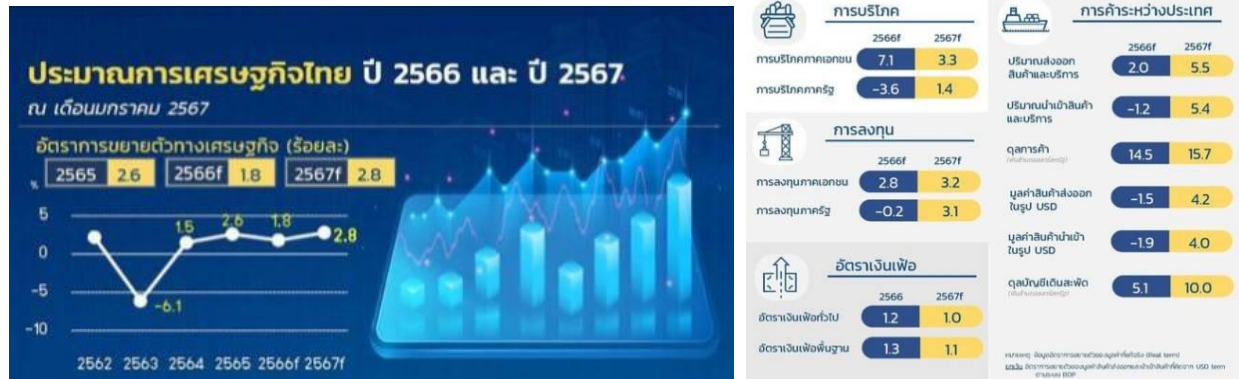 ประมาณการเศรษฐกิจไทย ปี 2566 และ ปี 2567
ณ เดือนมกราคม 2567
อัตราการขยายตัวทางเศรษฐกิจ (ร้อยละ)
2565 2.6 2566f 1.8 2567f 2.8
%
5
0
-5
-10
1.5 2.6 1.8 2.8
-6.1
2562 2563 2564 2565 2566f 2567f
การบริโภค
2566f 2567f
การบริโภคภาคเอกชน 7.1 3.3
การบริโภคภาครัฐ -3.6 1.4
การลงทุน
2566f 2567f
การลงทุนภาคเอกชน 2.8 3.2
การลงทุนภาครัฐ -0.2 3.1
อัตราเงินเฟ้อ
2566 2567f
อัตราเงินเฟ้อทั่วไป 1.2 1.0
อัตราเงินเฟ้อพื้นฐาน 1.3 1.1
การค้าระหว่างประเทศ
2566f 2567f
ปริมาณส่งออก
สินค้าและบริการ 2.0 5.5
ปริมาณนำเข้าสินค้า
และบริการ -1.2 5.4
ดุลการค้า 14.5 15.7
มูลค่าสินค้าส่งออก
ในรูป USD -1.5 4.2
มูลค่าสินค้านำเข้า
ในรูป USD -1.9 4.0
ดุลบัญชีเดินสะพัด 5.1 10.0